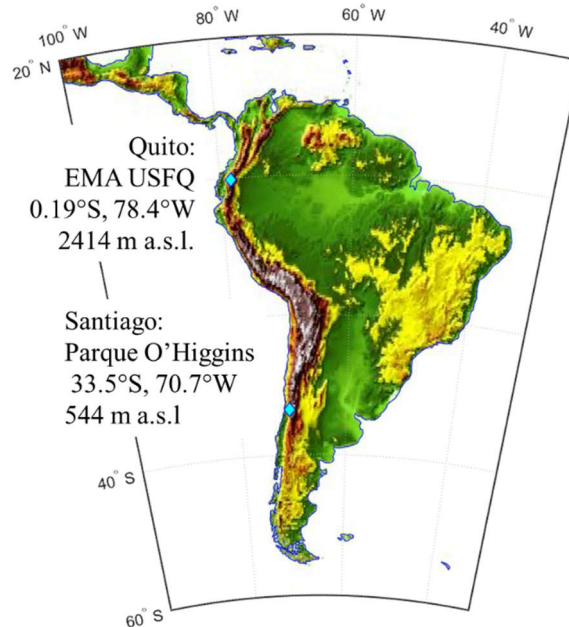 100° W
80° W
60° W
40° W
20° N
Quito:
EMA USFQ
0.19°S, 78.4°W
2414 m a.s.l.
Santiago:
Parque O’Higgins
33.5°S, 70.7°W
544 m a.s.l
40° S
60° S